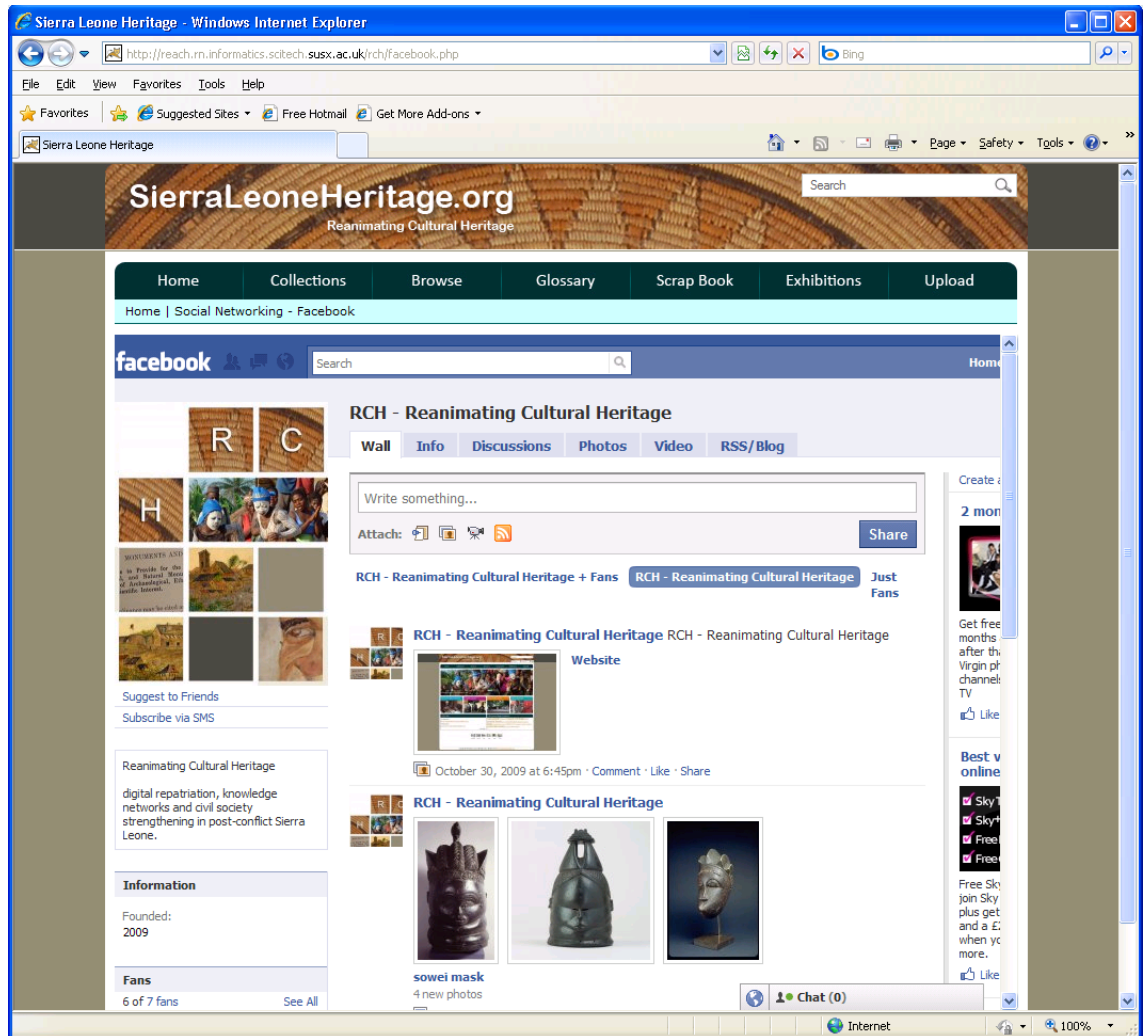 Sierra Leone Heritage - Windows Internet Explorer
http://reach.rn.informatics.scitech.susx.ac.uk/rch/facebook.php
Bing
File Edit View Favorites Tools Help
Favorites Suggested Sites Free Hotmail Get More Add-ons
Sierra Leone Heritage
Page Safety Tools »
SierraLeoneHeritage.org
Reanimating Cultural Heritage
Search
Home Collections Browse Glossary Scrap Book Exhibitions Upload
Home | Social Networking - Facebook
facebook
Search
Home
R C
H
MONUMENTS AND
RCH - Reanimating Cultural Heritage
Wall Info Discussions Photos Video RSS/Blog
Write something...
Attach:
Share
RCH - Reanimating Cultural Heritage + Fans RCH - Reanimating Cultural Heritage Just
Fans
RCH - Reanimating Cultural Heritage RCH - Reanimating Cultural Heritage
Website
October 30, 2009 at 6:45pm · Comment · Like · Share
RCH - Reanimating Cultural Heritage
sowei mask
4 new photos
Suggest to Friends
Subscribe via SMS
Reanimating Cultural Heritage
digital repatriation, knowledge
networks and civil society
strengthening in post-conflict Sierra
Leone.
Information
Founded:
2009
Fans
6 of 7 fans See All
Create
2 mon
Get free
months
after tha
Virgin ph
channels
TV
Like
Best v
online
Sky T
Sky+
Free
Free
Free Sky
join Sky
plus get
and a £
when yo
more.
Like
Chat (0)
Internet 100%